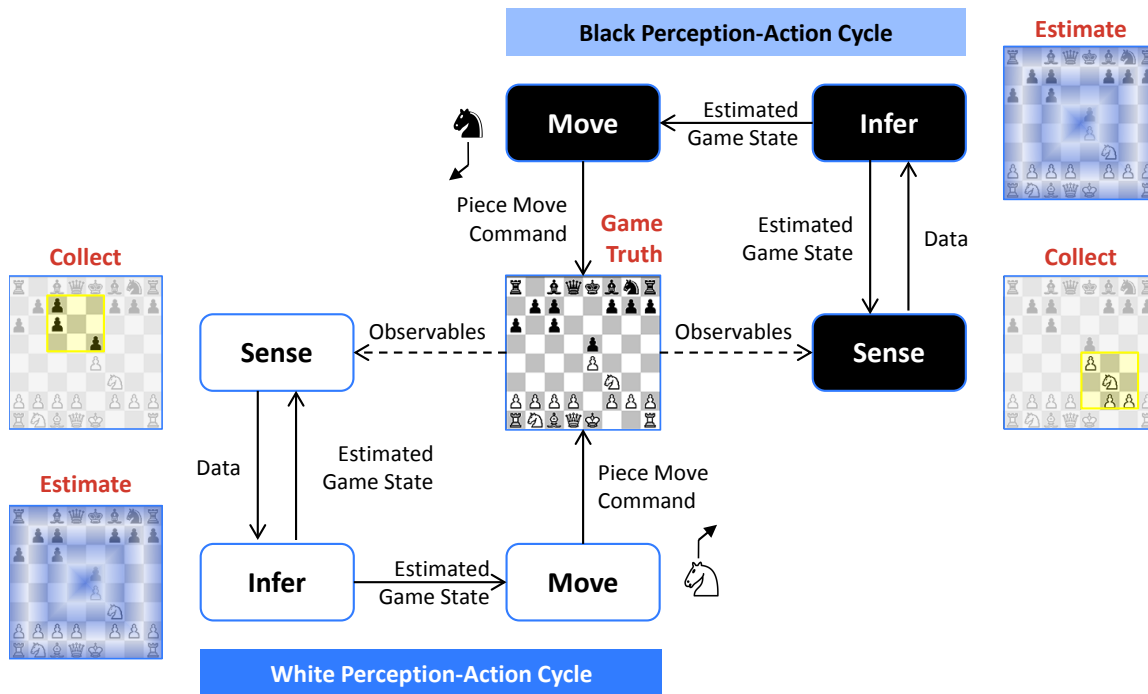 Black Perception-Action Cycle
Estimate
Move
Estimated
Game State
Infer
Piece Move
Command
Game
Truth
Estimated
Game State
Data
Collect
Collect
Sense
Observables
Observables
Sense
Data
Estimated
Game State
Piece Move
Command
Estimate
Infer
Estimated
Game State
Move
White Perception-Action Cycle